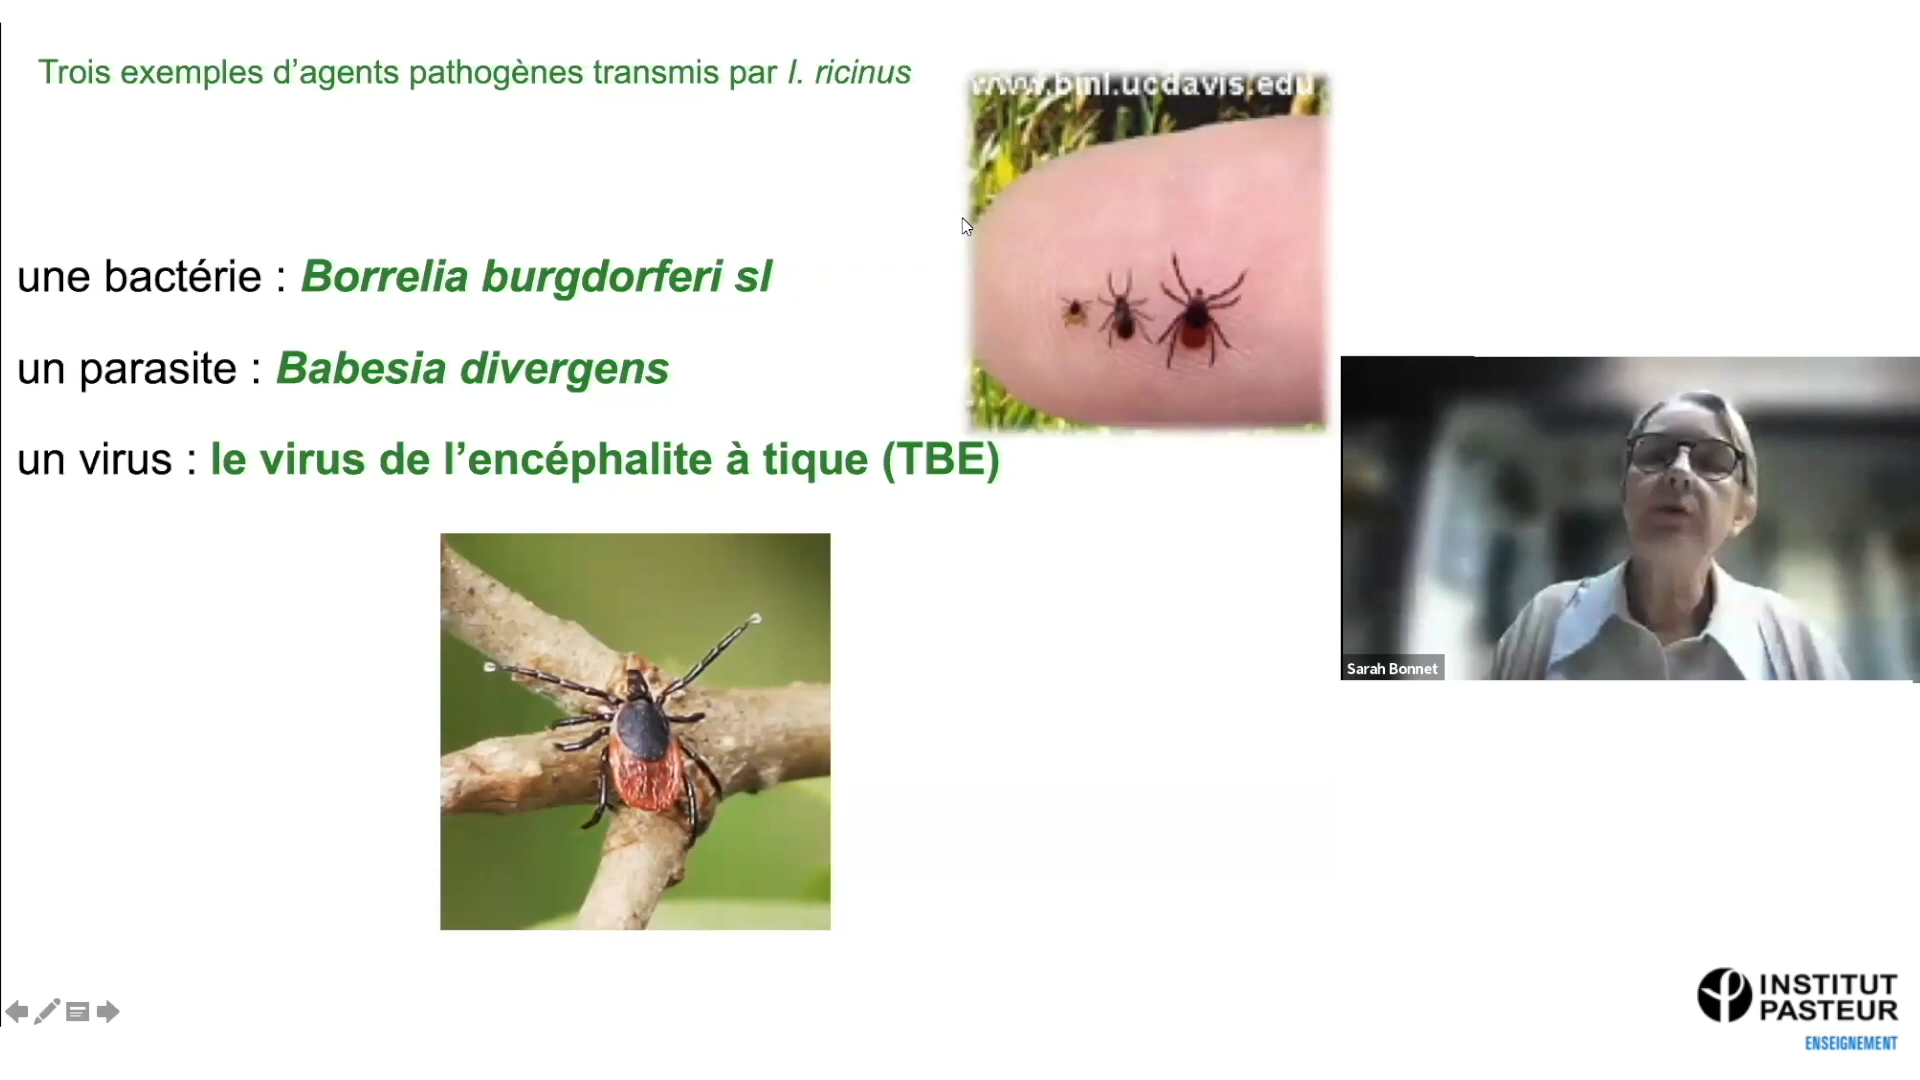 Trois exemples d’agents pathogènes transmis par I. ricinus
www.bml.ucdavis.edu
une bactérie : Borrelia burgdorferi sl
un parasite : Babesia divergens
un virus : le virus de l’encéphalite à tique (TBE)
Sarah Bonnet
INSTITUT
PASTEUR
ENSEIGNEMENT